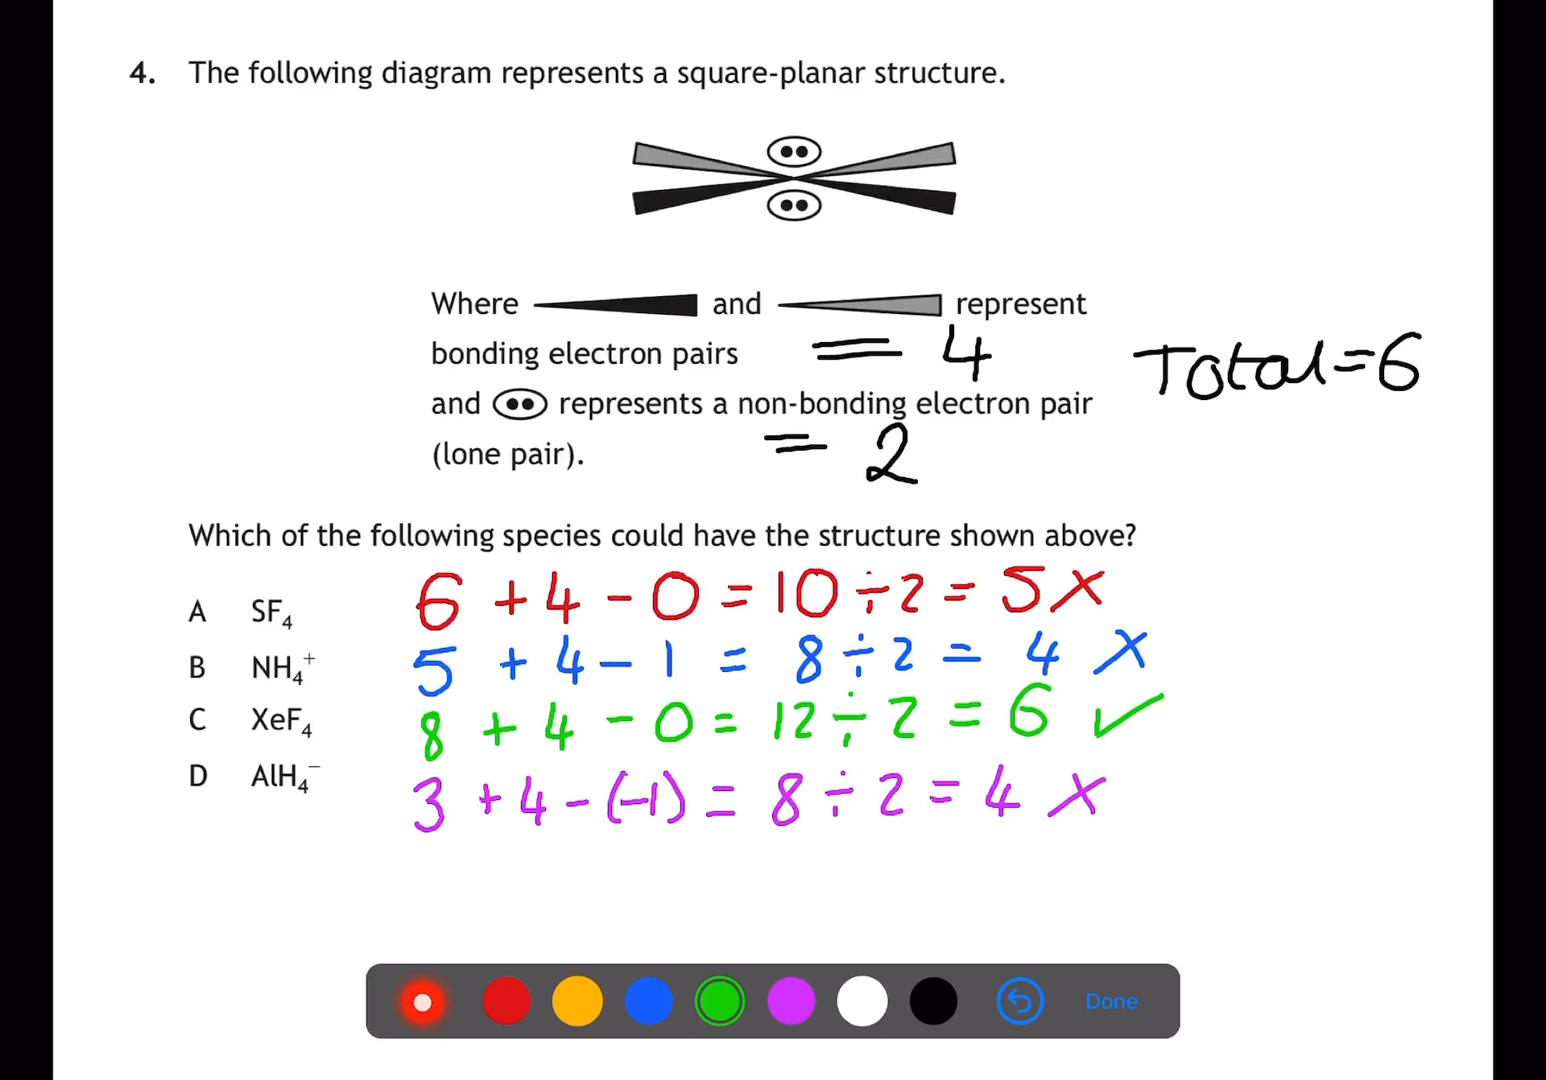 4. The following diagram represents a square-planar structure.
Where and represent
bonding electron pairs = 4 Total=6
and represents a non-bonding electron pair
(lone pair). = 2
Which of the following species could have the structure shown above?
A SF₄ 6 + 4 - 0 = 10 ÷ 2 = 5 X
B NH₄⁺ 5 + 4 - 1 = 8 ÷ 2 = 4 X
C XeF₄ 8 + 4 - 0 = 12 ÷ 2 = 6 ✓
D AlH₄⁻ 3 + 4 - (-1) = 8 ÷ 2 = 4 X
Done